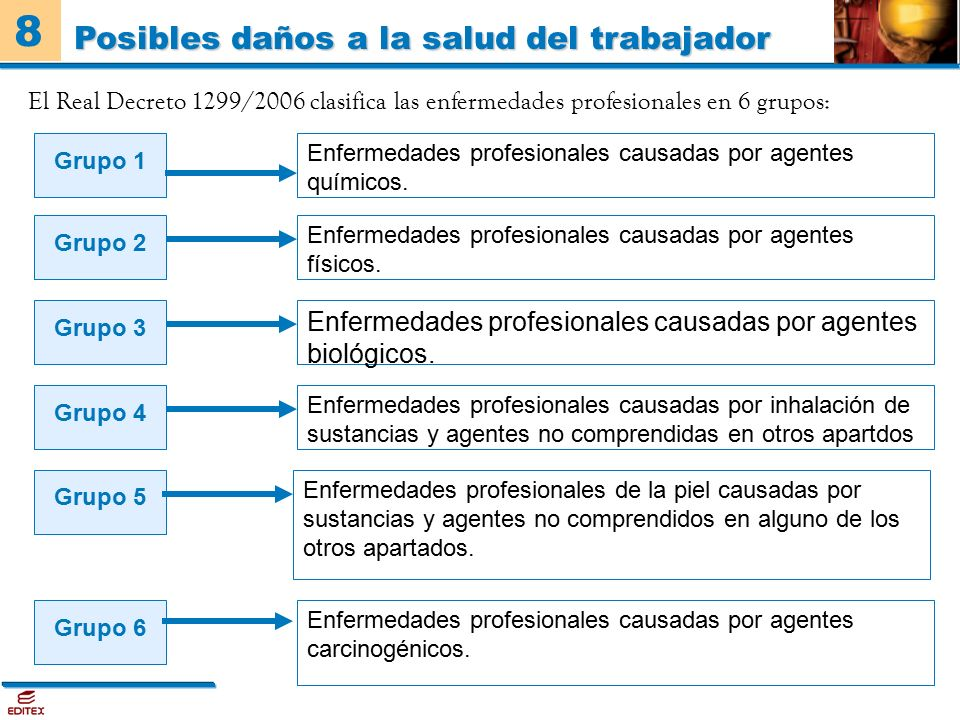 8
Posibles daños a la salud del trabajador
El Real Decreto 1299/2006 clasifica las enfermedades profesionales en 6 grupos:
Grupo 1
Enfermedades profesionales causadas por agentes
químicos.
Grupo 2
Enfermedades profesionales causadas por agentes
físicos.
Grupo 3
Enfermedades profesionales causadas por agentes
biológicos.
Grupo 4
Enfermedades profesionales causadas por inhalación de
sustancias y agentes no comprendidas en otros apartdos
Grupo 5
Enfermedades profesionales de la piel causadas por
sustancias y agentes no comprendidos en alguno de los
otros apartados.
Grupo 6
Enfermedades profesionales causadas por agentes
carcinogénicos.
EDITEX